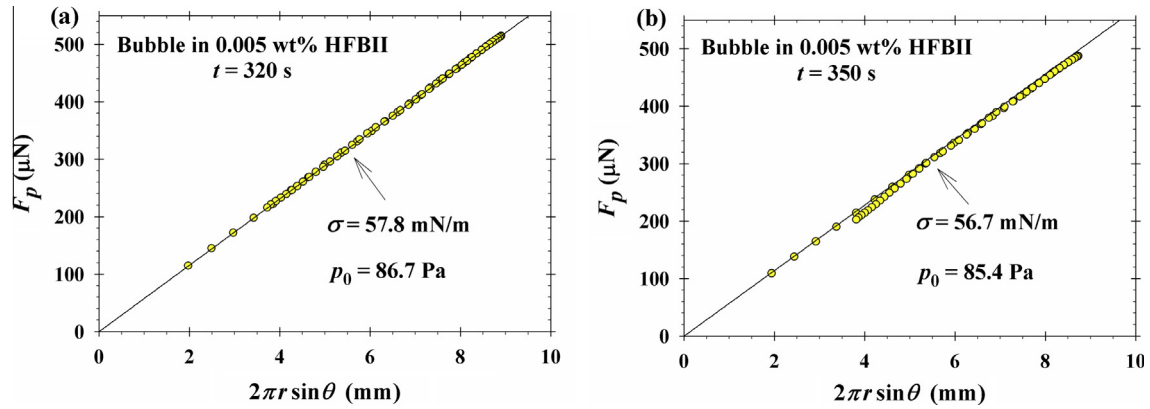 (a)
Bubble in 0.005 wt% HFBII
t = 320 s
500
400
300
200
100
0
F_p (μN)
σ = 57.8 mN/m
p_0 = 86.7 Pa
0 2 4 6 8 10
2πr sinθ (mm)
(b)
Bubble in 0.005 wt% HFBII
t = 350 s
500
400
300
200
100
0
F_p (μN)
σ = 56.7 mN/m
p_0 = 85.4 Pa
0 2 4 6 8 10
2πr sinθ (mm)